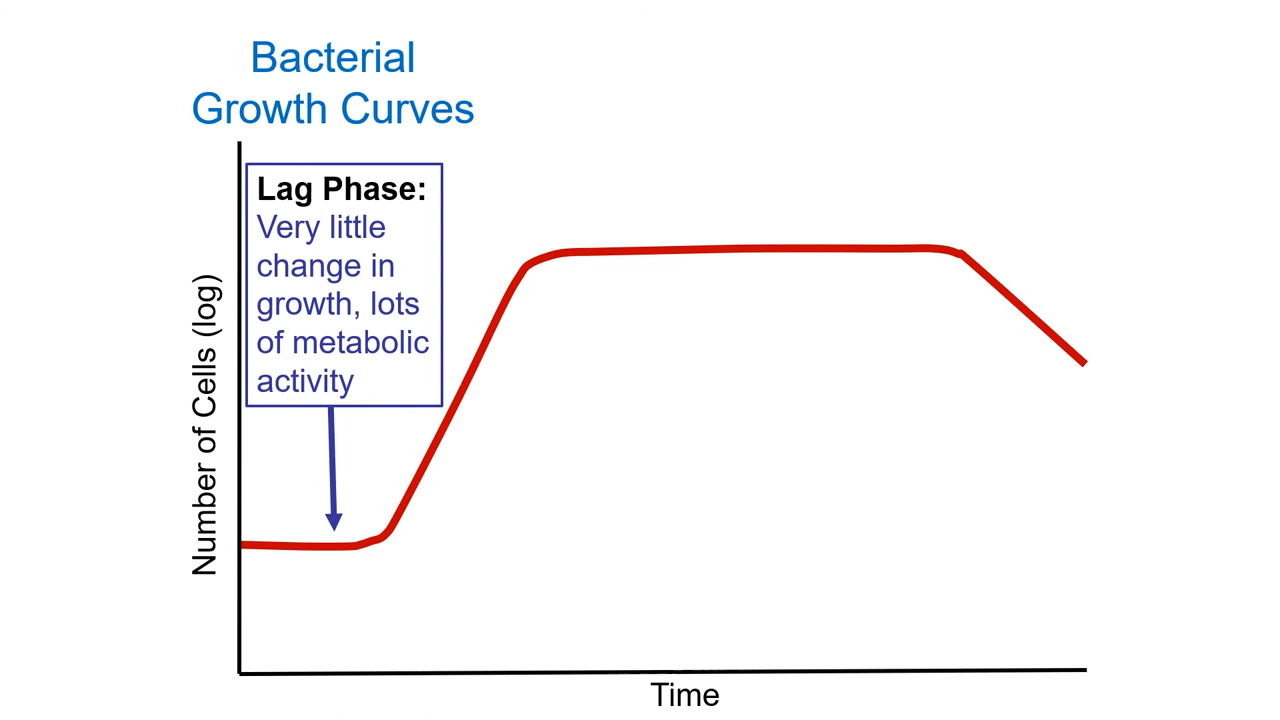 Bacterial
Growth Curves
Lag Phase:
Very little
change in
growth, lots
of metabolic
activity
Number of Cells (log)
Time